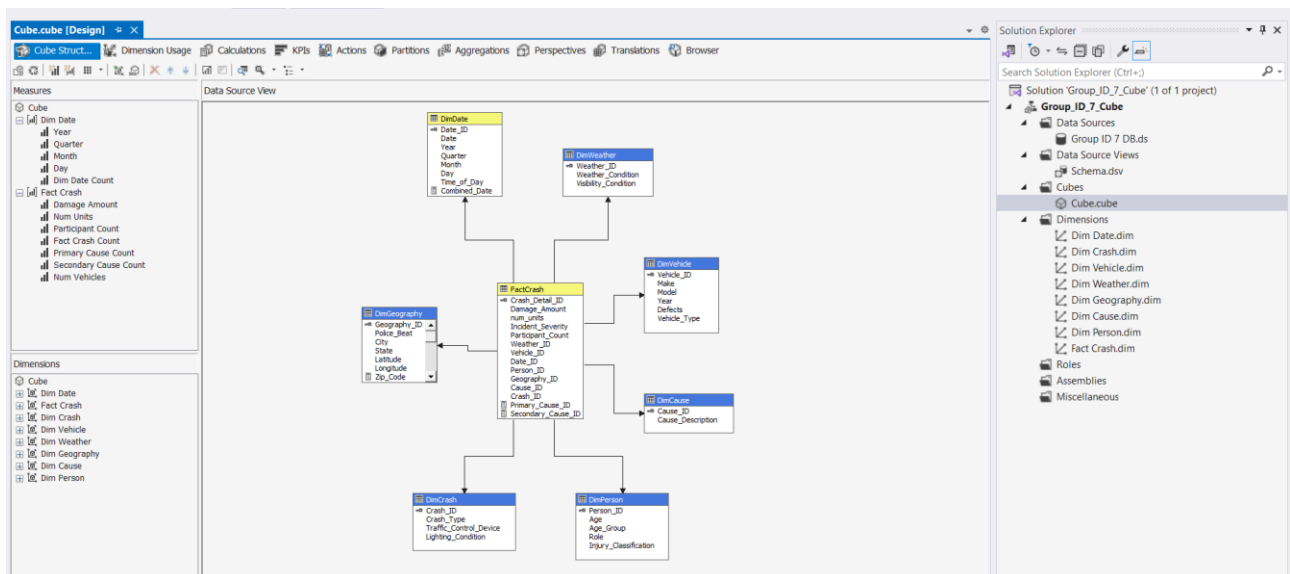 Cube.cube [Design]
Cube Struct... Dimension Usage Calculations KPIs Actions Partitions Aggregations Perspectives Translations Browser
Measures
Cube
Dim Date
Year
Quarter
Month
Day
Dim Date Count
Fact Crash
Damage Amount
Num Units
Participant Count
Fact Crash Count
Primary Cause Count
Secondary Cause Count
Num Vehicles
Dimensions
Cube
Dim Date
Fact Crash
Dim Crash
Dim Vehicle
Dim Weather
Dim Geography
Dim Cause
Dim Person
Data Source View
DimDate
Date_ID
Date
Year
Quarter
Month
Day
Time_of_Day
Combined_Date
DimWeather
Weather_ID
Weather_Condition
Visibility_Condition
DimVehicle
Vehicle_ID
Make
Model
Year
Defects
Vehicle_Type
FactCrash
Crash_Detail_ID
Damage_Amount
num_units
Incident_Severity
Participant_Count
Weather_ID
Vehicle_ID
Date_ID
Person_ID
Geography_ID
Cause_ID
Crash_ID
Primary_Cause_ID
Secondary_Cause_ID
DimGeography
Geography_ID
Police_Beat
City
State
Latitude
Longitude
Zip_Code
DimCause
Cause_ID
Cause_Description
DimCrash
Crash_ID
Crash_Type
Traffic_Control_Device
Lighting_Condition
DimPerson
Person_ID
Age
Age_Group
Role
Injury_Classification
Solution Explorer
Search Solution Explorer (Ctrl+;)
Solution 'Group_ID_7_Cube' (1 of 1 project)
Group_ID_7_Cube
Data Sources
Group ID 7 DB.ds
Data Source Views
Schema.dsv
Cubes
Cube.cube
Dimensions
Dim Date.dim
Dim Crash.dim
Dim Vehicle.dim
Dim Weather.dim
Dim Geography.dim
Dim Cause.dim
Dim Person.dim
Fact Crash.dim
Roles
Assemblies
Miscellaneous